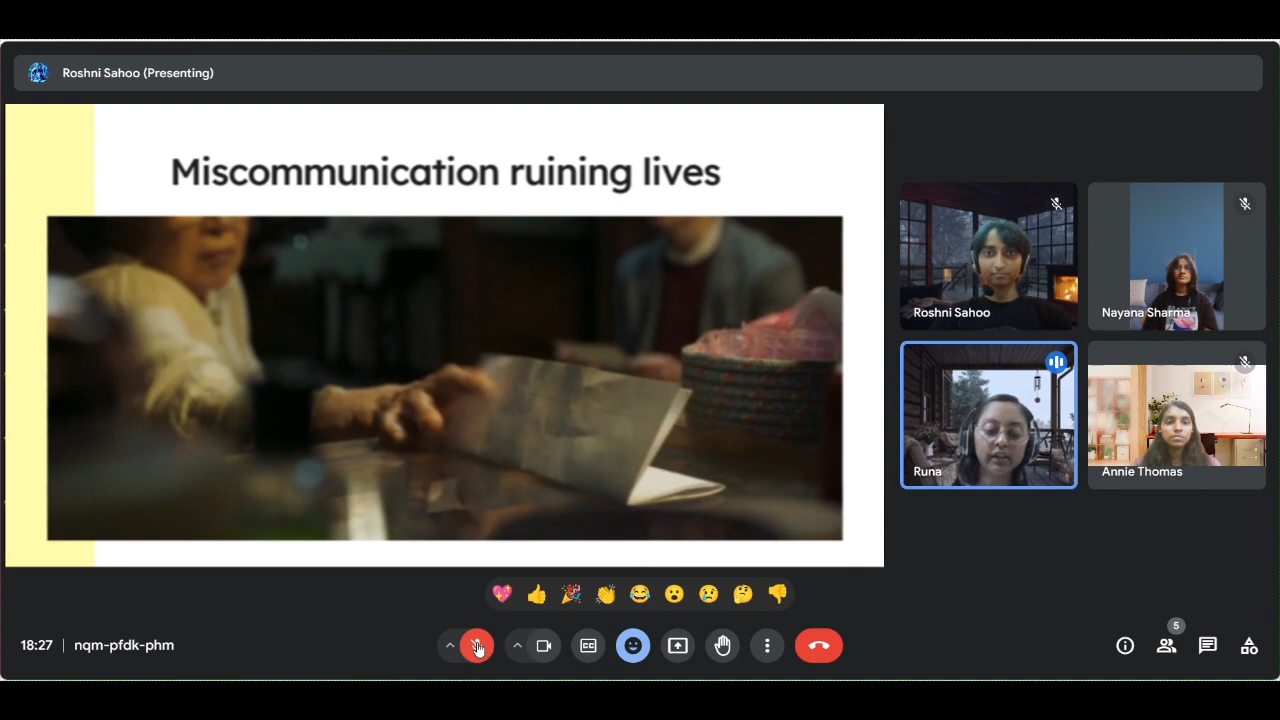 Roshni Sahoo (Presenting)
Miscommunication ruining lives
Roshni Sahoo
Nayana Sharma
Runa
Annie Thomas
18:27 | nqm-pfdk-phm
5